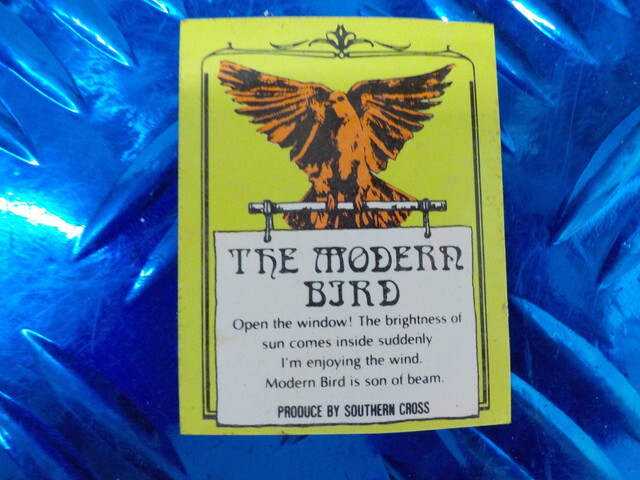 THE MODERN
BIRD
Open the window! The brightness of
sun comes inside suddenly
I'm enjoying the wind.
Modern Bird is son of beam.
PRODUCE BY SOUTHERN CROSS